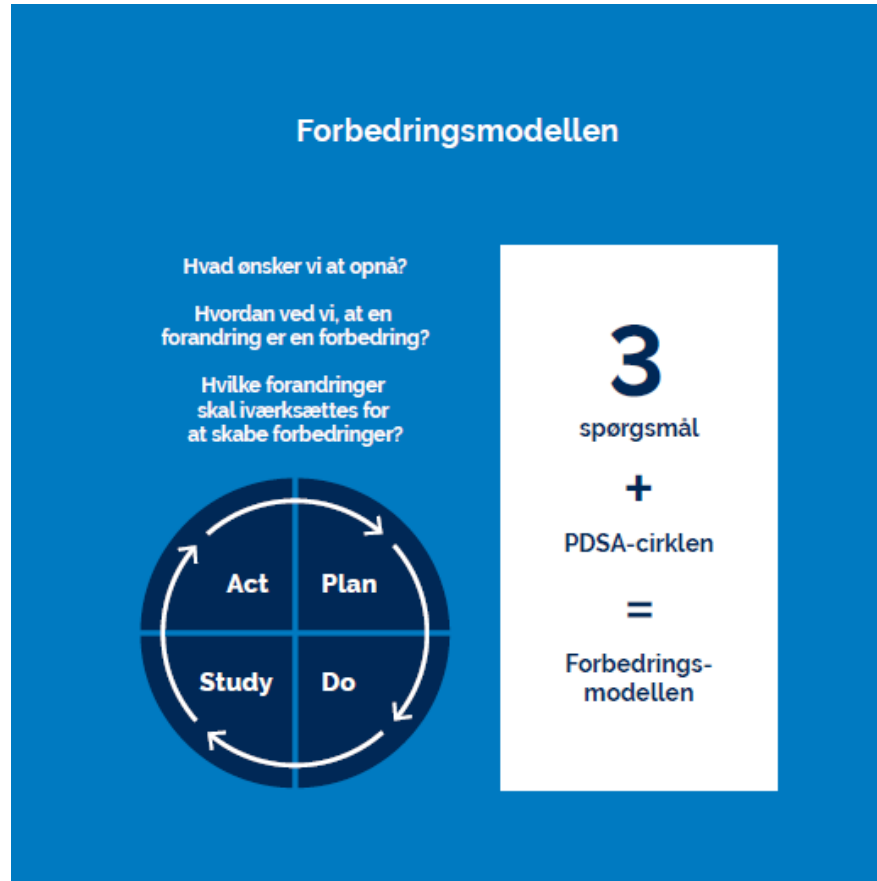 Forbedringsmodellen
Hvad ønsker vi at opnå?
Hvordan ved vi, at en
forandring er en forbedring?
Hvilke forandringer
skal iværksættes for
at skabe forbedringer?
Act
Plan
Study
Do
3
spørgsmål
+
PDSA-cirklen
=
Forbedrings-
modellen